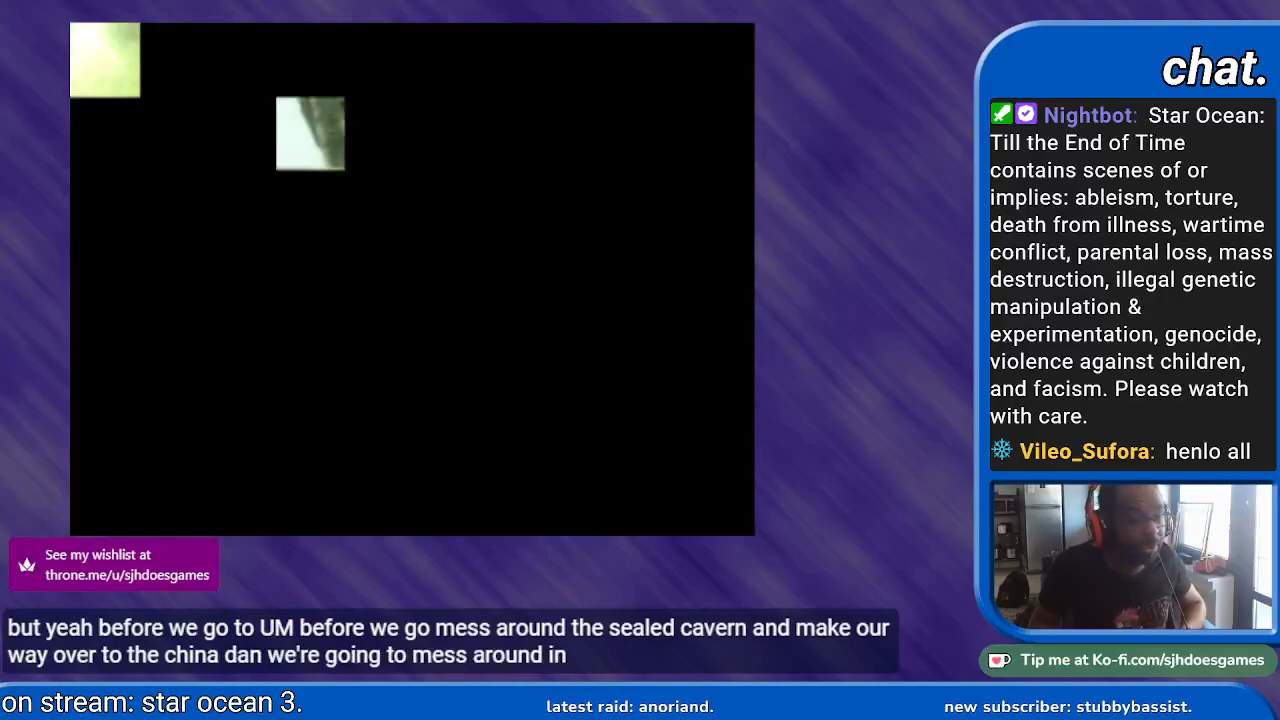 chat.
Nightbot: Star Ocean:
Till the End of Time
contains scenes of or
implies: ableism, torture,
death from illness, wartime
conflict, parental loss, mass
destruction, illegal genetic
manipulation &
experimentation, genocide,
violence against children,
and facism. Please watch
with care.
Vileo_Sufora: henlo all
See my wishlist at
throne.me/u/sjhdoesgames
but yeah before we go to UM before we go mess around the sealed cavern and make our
way over to the china dan we're going to mess around in
Tip me at Ko-fi.com/sjhdoesgames
on stream: star ocean 3.
latest raid: anoriand.
new subscriber: stubbybassist.